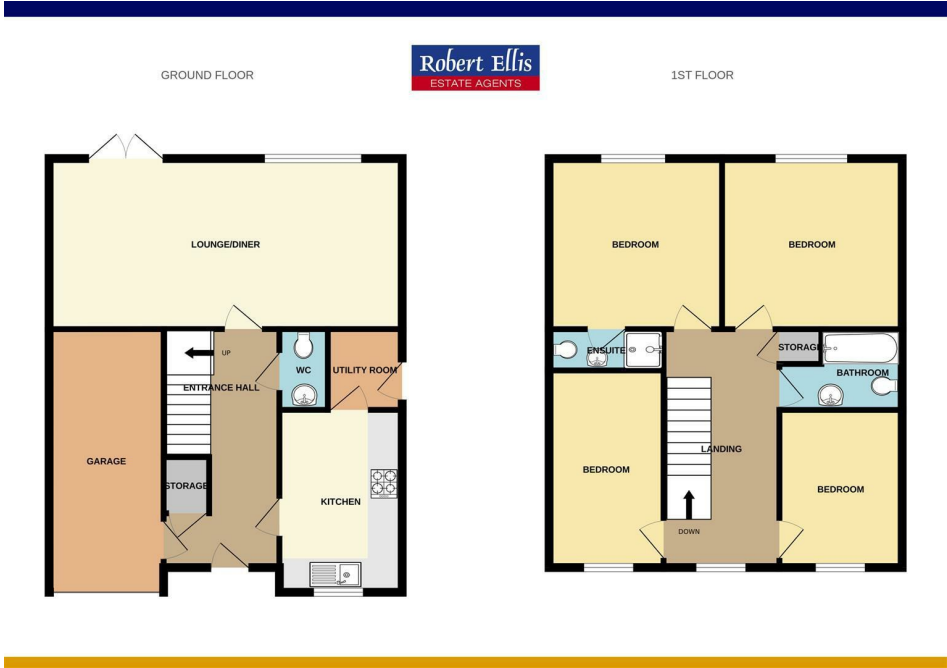 GROUND FLOOR
Robert Ellis
ESTATE AGENTS
1ST FLOOR
LOUNGE/DINER
UP
ENTRANCE HALL
WC
UTILITY ROOM
GARAGE
STORAGE
KITCHEN
BEDROOM
BEDROOM
ENSUITE
STORAGE
BATHROOM
BEDROOM
LANDING
BEDROOM
DOWN